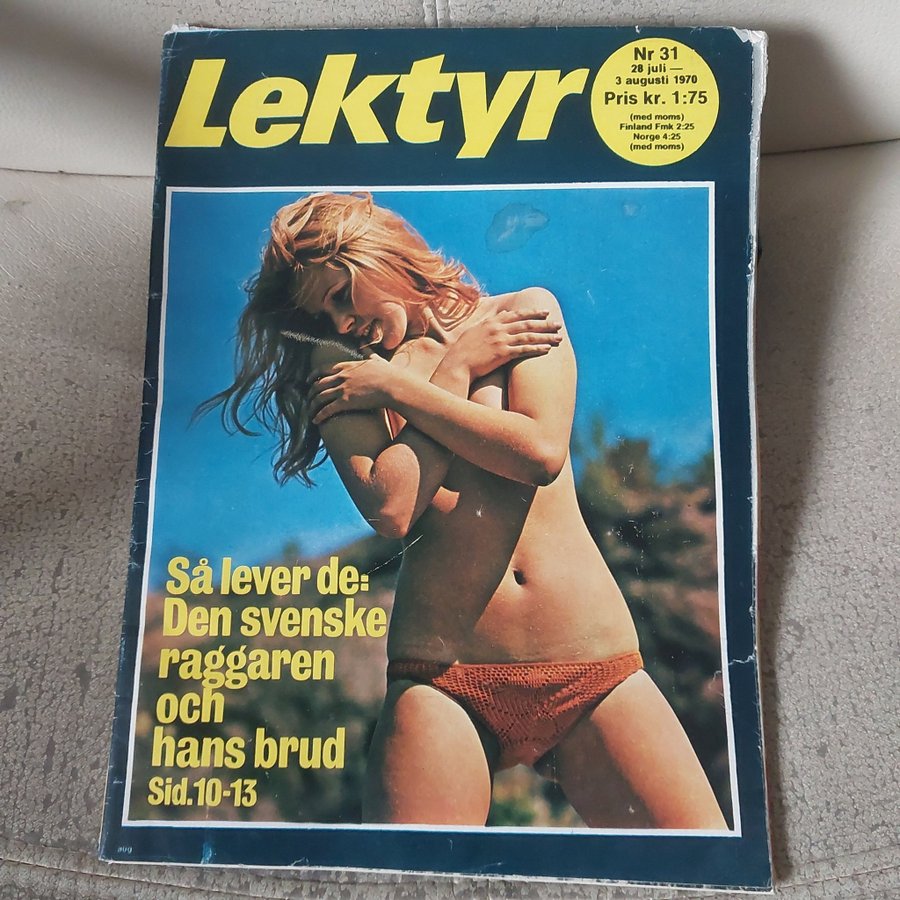 Lektyr
Nr 31
28 juli —
3 augusti 1970
Pris kr. 1:75
(med moms)
Finland Fmk 2:25
Norge 4:25
(med moms)
Så lever de:
Den svenske
raggaren
och
hans brud
Sid. 10-13